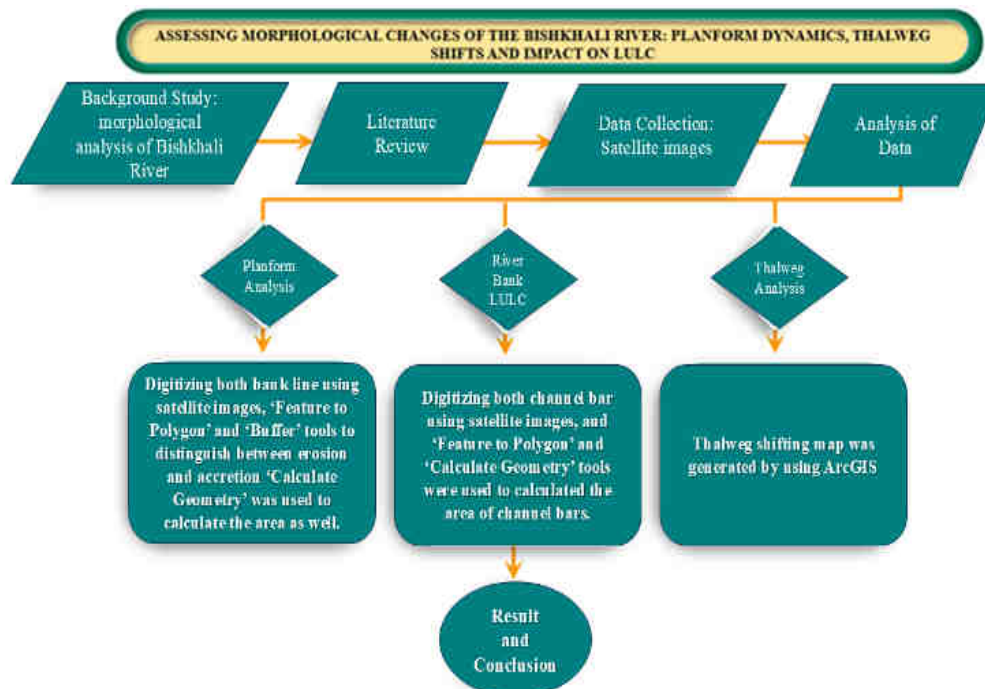 ASSESSING MORPHOLOGICAL CHANGES OF THE BISHKHALI RIVER: PLANFORM DYNAMICS, THALWEG
SHIFTS AND IMPACT ON LULC
Background Study:
morphological
analysis of Bishkhali
River
Literature
Review
Data Collection:
Satellite images
Analysis of
Data
Planform
Analysis
River
Bank
LULC
Thalweg
Analysis
Digitizing both bank line using
satellite images, ‘Feature to
Polygon’ and ‘Buffer’ tools to
distinguish between erosion
and accretion ‘Calculate
Geometry’ was used to
calculate the area as well.
Digitizing both channel bar
using satellite images, and
‘Feature to Polygon’ and
‘Calculate Geometry’ tools
were used to calculated the
area of channel bars.
Thalweg shifting map was
generated by using ArcGIS
Result
and
Conclusion